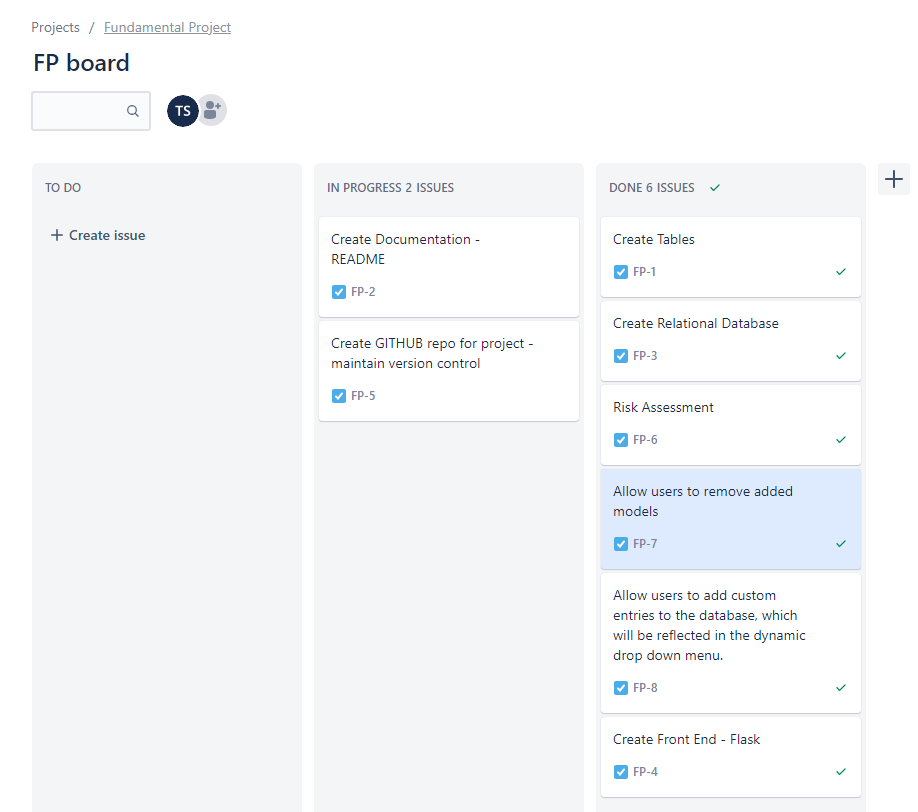 Projects / Fundamental Project
FP board
TS
TO DO
Create issue
IN PROGRESS 2 ISSUES
Create Documentation -
README
FP-2
Create GITHUB repo for project -
maintain version control
FP-5
DONE 6 ISSUES
Create Tables
FP-1
Create Relational Database
FP-3
Risk Assessment
FP-6
Allow users to remove added
models
FP-7
Allow users to add custom
entries to the database, which
will be reflected in the dynamic
drop down menu.
FP-8
Create Front End - Flask
FP-4